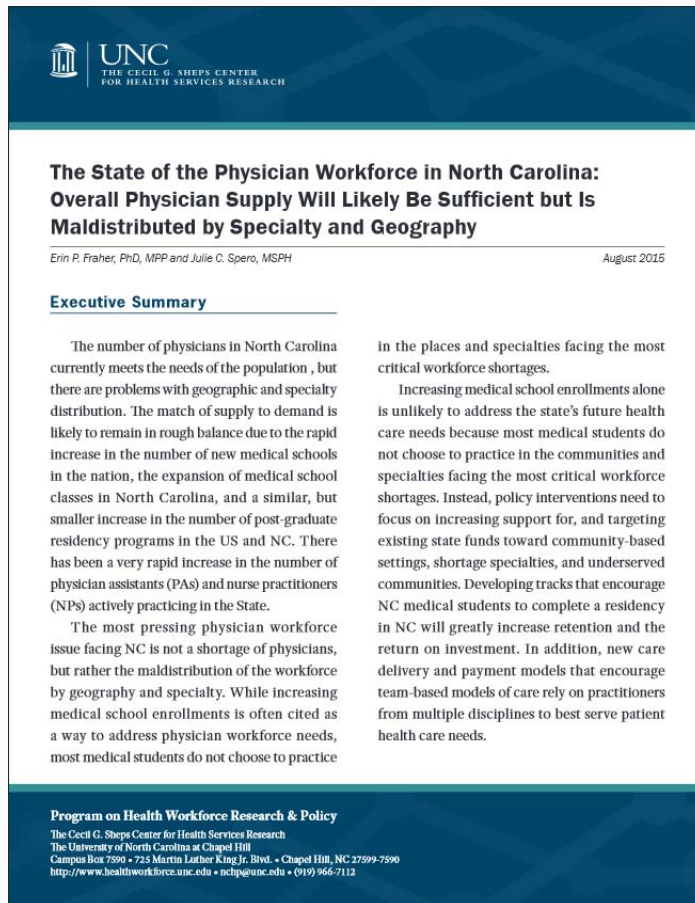 UNC
THE CECIL G. SHEPS CENTER
FOR HEALTH SERVICES RESEARCH
The State of the Physician Workforce in North Carolina:
Overall Physician Supply Will Likely Be Sufficient but Is
Maldistributed by Specialty and Geography
Erin P. Fraher, PhD, MPP and Julie C. Spero, MSPH
August 2015
Executive Summary
The number of physicians in North Carolina
currently meets the needs of the population , but
there are problems with geographic and specialty
distribution. The match of supply to demand is
likely to remain in rough balance due to the rapid
increase in the number of new medical schools
in the nation, the expansion of medical school
classes in North Carolina, and a similar, but
smaller increase in the number of post-graduate
residency programs in the US and NC. There
has been a very rapid increase in the number of
physician assistants (PAs) and nurse practitioners
(NPs) actively practicing in the State.
The most pressing physician workforce
issue facing NC is not a shortage of physicians,
but rather the maldistribution of the workforce
by geography and specialty. While increasing
medical school enrollments is often cited as
a way to address physician workforce needs,
most medical students do not choose to practice
in the places and specialties facing the most
critical workforce shortages.
Increasing medical school enrollments alone
is unlikely to address the state's future health
care needs because most medical students do
not choose to practice in the communities and
specialties facing the most critical workforce
shortages. Instead, policy interventions need to
focus on increasing support for, and targeting
existing state funds toward community-based
settings, shortage specialties, and underserved
communities. Developing tracks that encourage
NC medical students to complete a residency
in NC will greatly increase retention and the
return on investment. In addition, new care
delivery and payment models that encourage
team-based models of care rely on practitioners
from multiple disciplines to best serve patient
health care needs.
Program on Health Workforce Research & Policy
The Cecil G. Sheps Center for Health Services Research
The University of North Carolina at Chapel Hill
Campus Box 7590 • 725 Martin Luther King Jr. Blvd. • Chapel Hill, NC 27599-7590
http://www.healthworkforce.unc.edu • nchp@unc.edu • (919) 966-7112